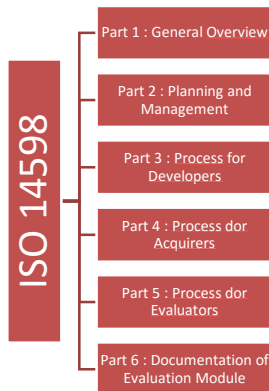 ISO 14598
Part 1 : General Overview
Part 2 : Planning and
Management
Part 3 : Process for
Developers
Part 4 : Process dor
Acquirers
Part 5 : Process dor
Evaluators
Part 6 : Documentation of
Evaluation Module